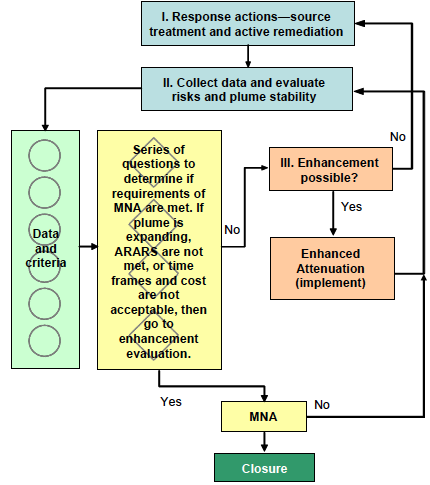 I. Response actions—source
treatment and active remediation
II. Collect data and evaluate
risks and plume stability
No
Data
and
criteria
Series of
questions to
determine if
requirements of
MNA are met. If
plume is
expanding,
ARARS are not
met, or time
frames and cost
are not
acceptable, then
go to
enhancement
evaluation.
No
III. Enhancement
possible?
Yes
Enhanced
Attenuation
(implement)
Yes
MNA
No
Closure